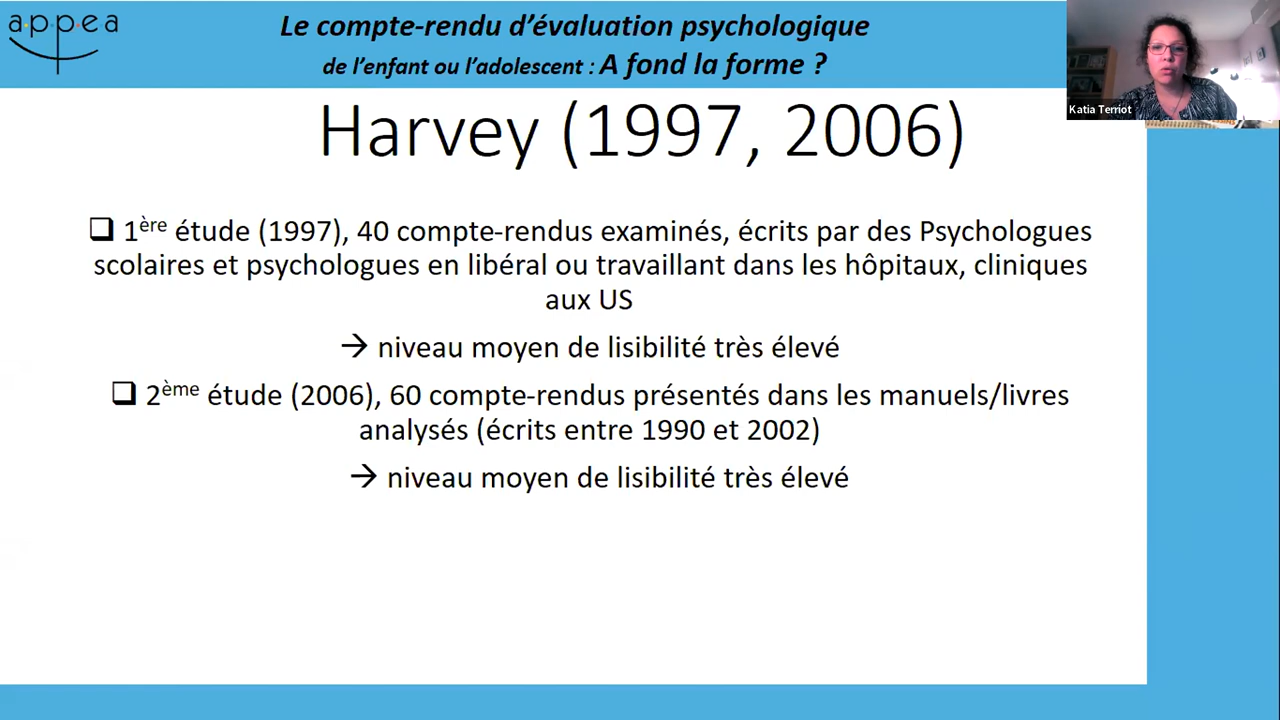 a·p·p·e·a
Le compte-rendu d’évaluation psychologique
de l’enfant ou l’adolescent : A fond la forme ?
Katia Terriot
Harvey (1997, 2006)
❑ 1ère étude (1997), 40 compte-rendus examinés, écrits par des Psychologues
scolaires et psychologues en libéral ou travaillant dans les hôpitaux, cliniques
aux US
→ niveau moyen de lisibilité très élevé
❑ 2ème étude (2006), 60 compte-rendus présentés dans les manuels/livres
analysés (écrits entre 1990 et 2002)
→ niveau moyen de lisibilité très élevé